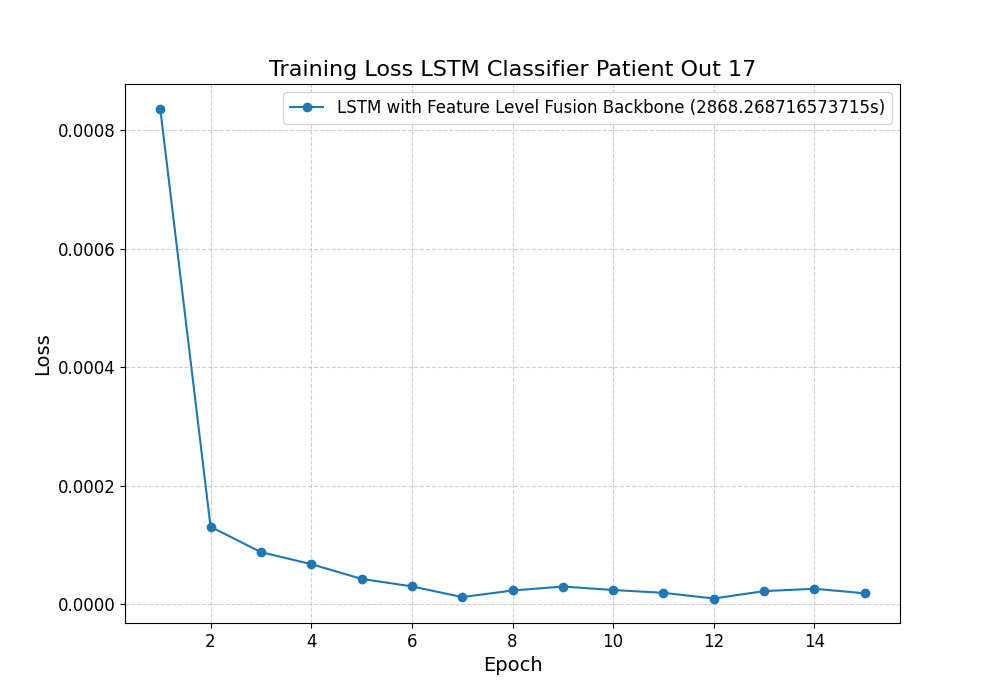 Training Loss LSTM Classifier Patient Out 17
LSTM with Feature Level Fusion Backbone (2868.268716573715s)
0.0008
0.0006
0.0004
0.0002
0.0000
Loss
2 4 6 8 10 12 14
Epoch